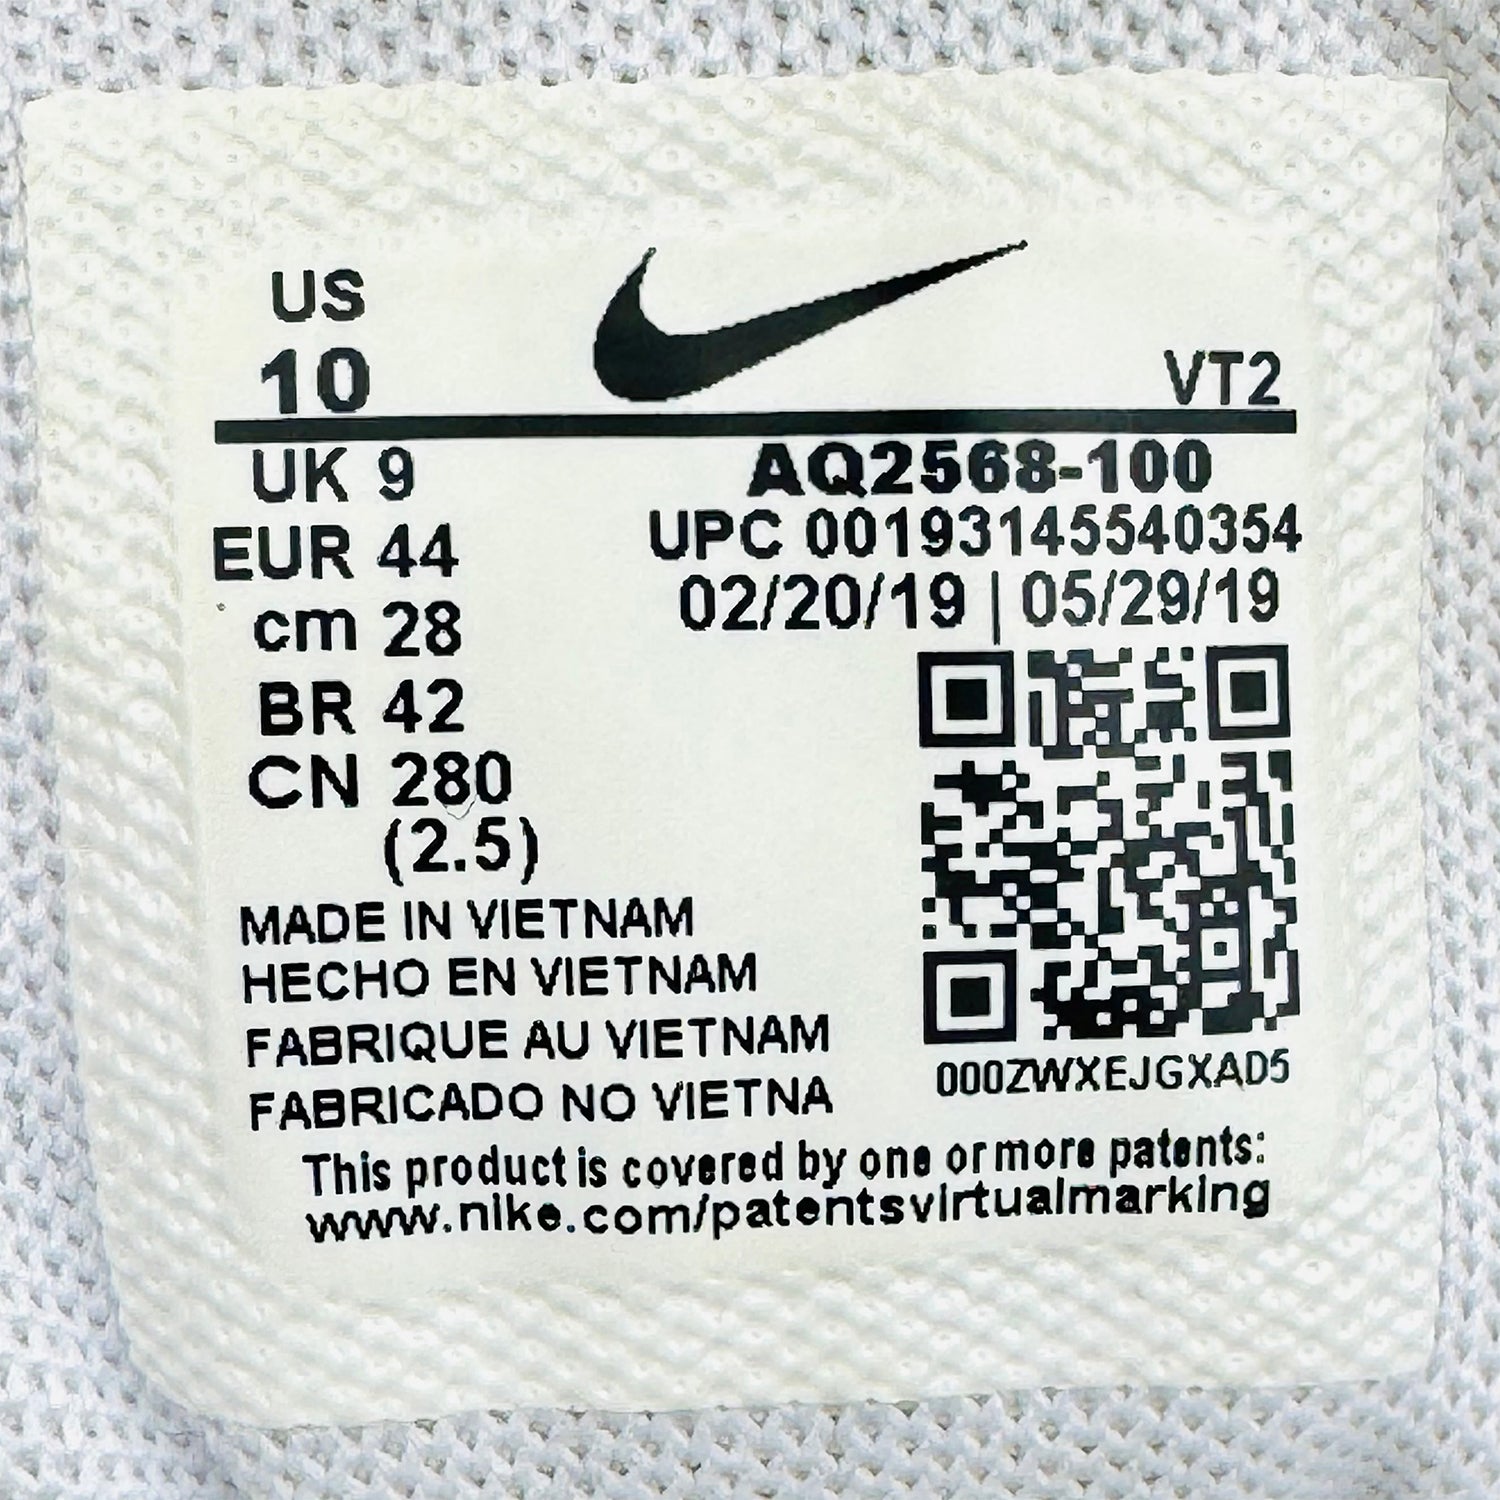 US
10
VT2
UK 9
AQ2568-100
EUR 44
UPC 00193145540354
cm 28
02/20/19 | 05/29/19
BR 42
CN 280
(2.5)
MADE IN VIETNAM
HECHO EN VIETNAM
FABRIQUE AU VIETNAM
FABRICADO NO VIETNA
000ZWXEJGXAD5
This product is covered by one or more patents:
www.nike.com/patentsvirtualmarking